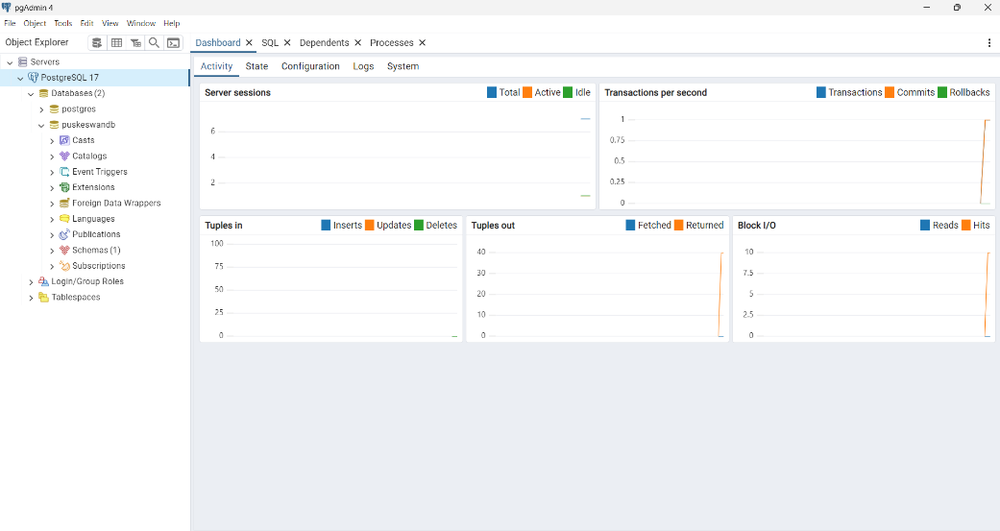 pgAdmin 4
File Object Tools Edit View Window Help
Object Explorer
Dashboard SQL Dependents Processes
Servers
PostgreSQL 17
Databases (2)
postgres
puskeswandb
Casts
Catalogs
Event Triggers
Extensions
Foreign Data Wrappers
Languages
Publications
Schemas (1)
Subscriptions
Login/Group Roles
Tablespaces
Activity State Configuration Logs System
Server sessions Total Active Idle
6
4
2
Transactions per second Transactions Commits Rollbacks
1
0.75
0.5
0.25
0
Tuples in Inserts Updates Deletes
100
75
50
25
0
Tuples out Fetched Returned
40
30
20
10
0
Block I/O Reads Hits
10
7.5
5
2.5
0